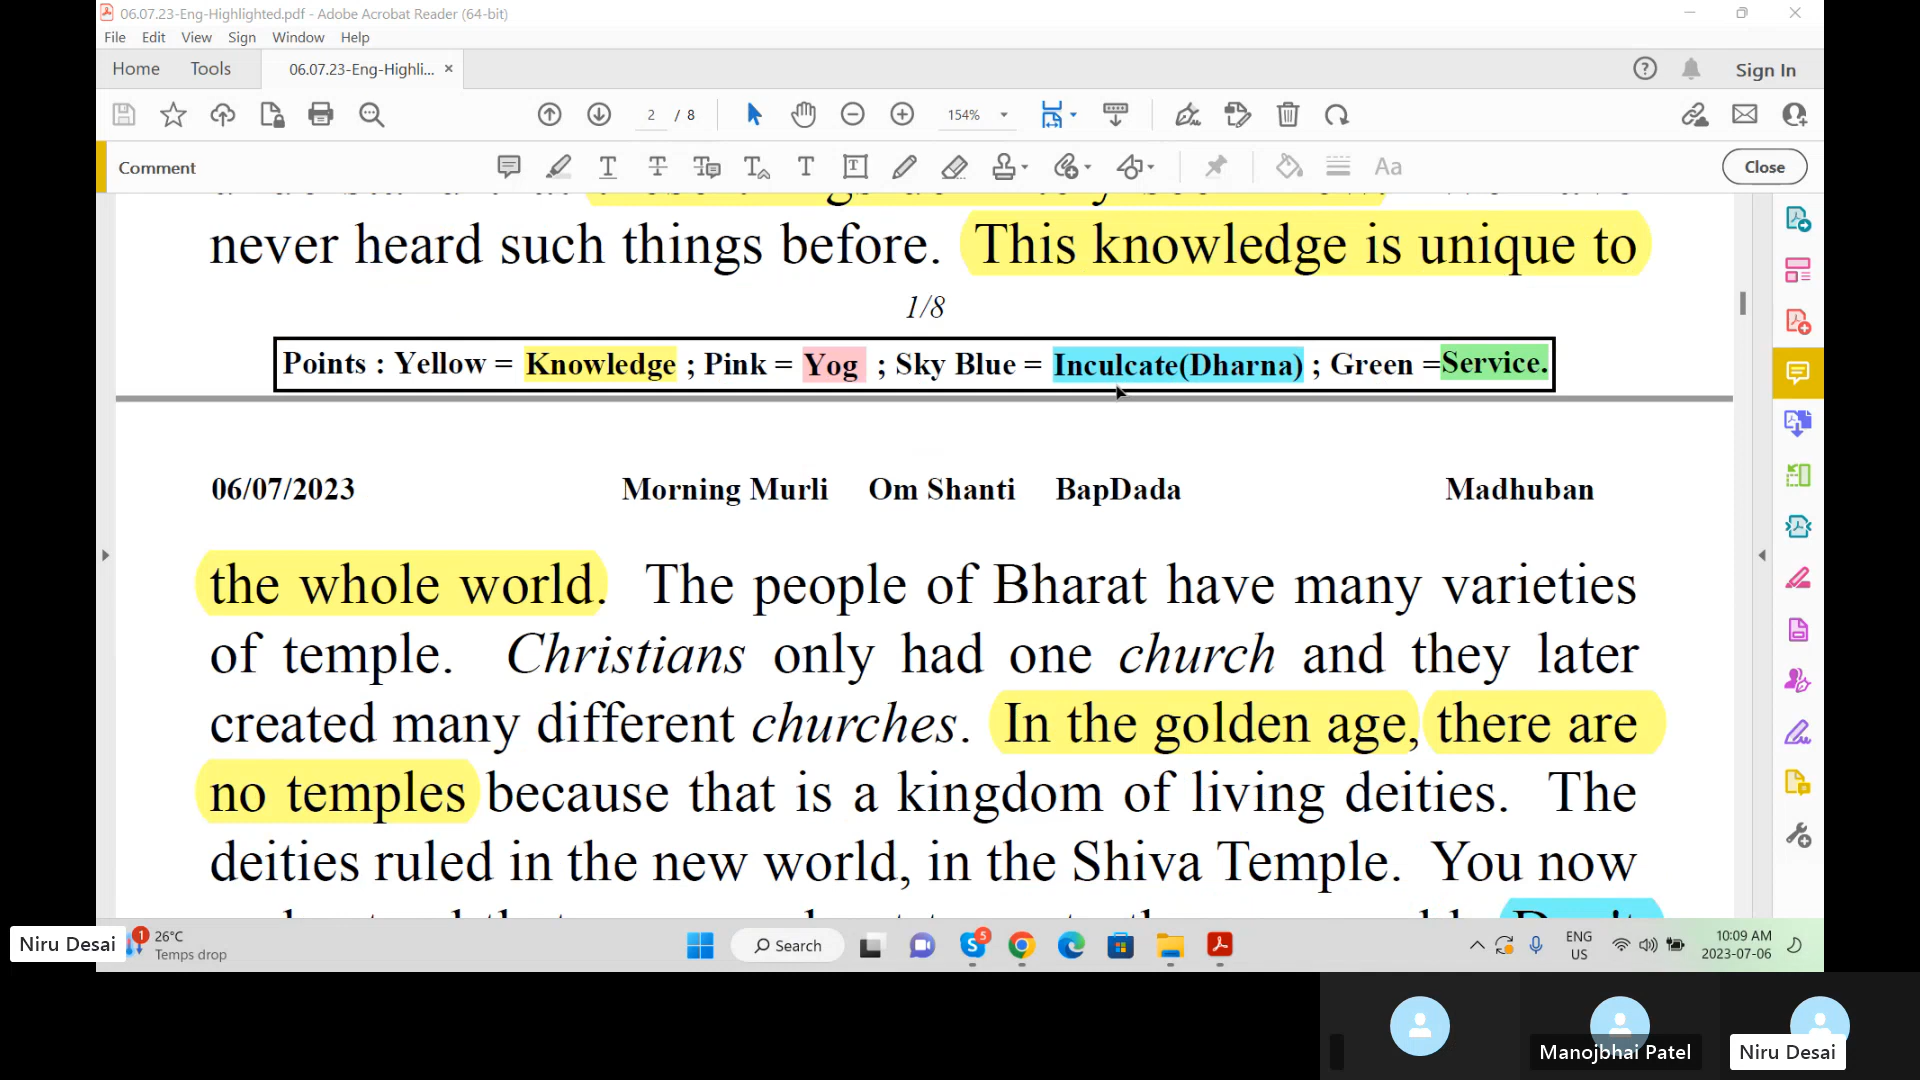 06.07.23-Eng-Highlighted.pdf - Adobe Acrobat Reader (64-bit)
File Edit View Sign Window Help
Home Tools 06.07.23-Eng-Highli... × Sign In
2 / 8 154%
Comment Aa Close
never heard such things before. This knowledge is unique to
1/8
Points : Yellow = Knowledge ; Pink = Yog ; Sky Blue = Inculcate(Dharna) ; Green =Service.
06/07/2023 Morning Murli Om Shanti BapDada Madhuban
the whole world. The people of Bharat have many varieties
of temple. Christians only had one church and they later
created many different churches. In the golden age, there are
no temples because that is a kingdom of living deities. The
deities ruled in the new world, in the Shiva Temple. You now
Niru Desai
1 26°C
Temps drop
Search
5
ENG
US
10:09 AM
2023-07-06
Manojbhai Patel
Niru Desai